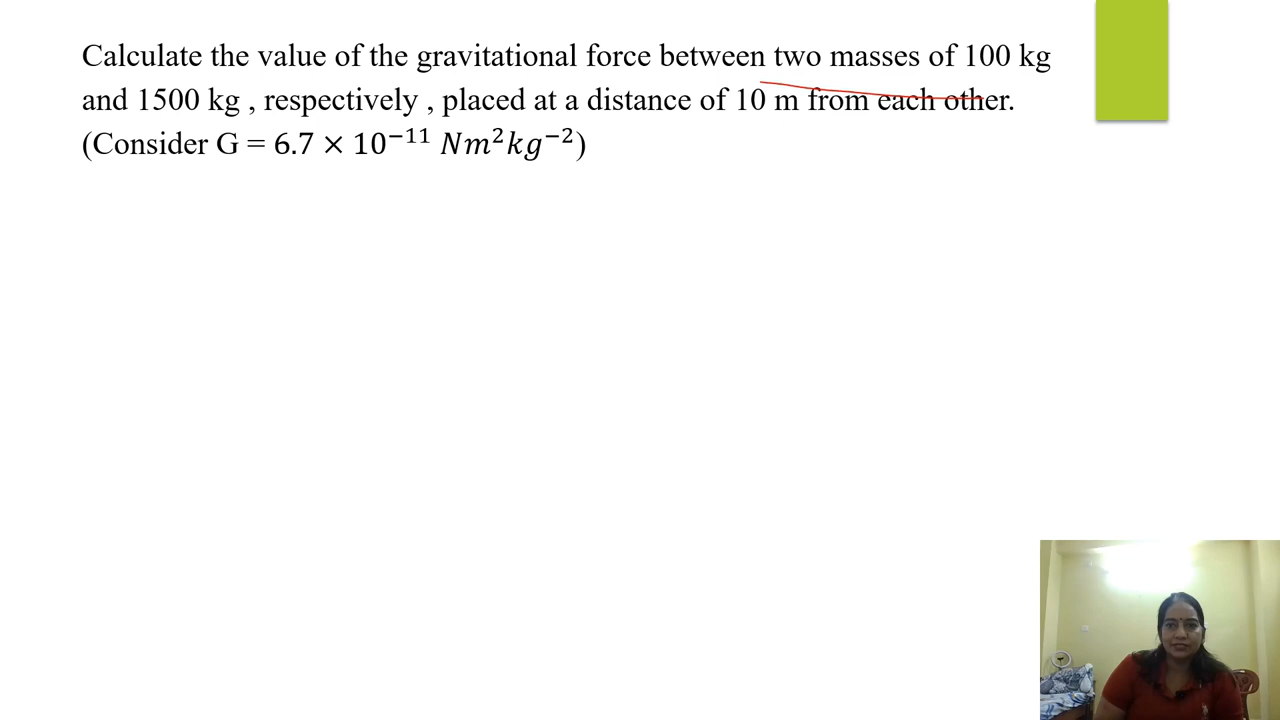 Calculate the value of the gravitational force between two masses of 100 kg
and 1500 kg , respectively , placed at a distance of 10 m from each other.
(Consider G = 6.7 × 10⁻¹¹ Nm²kg⁻²)